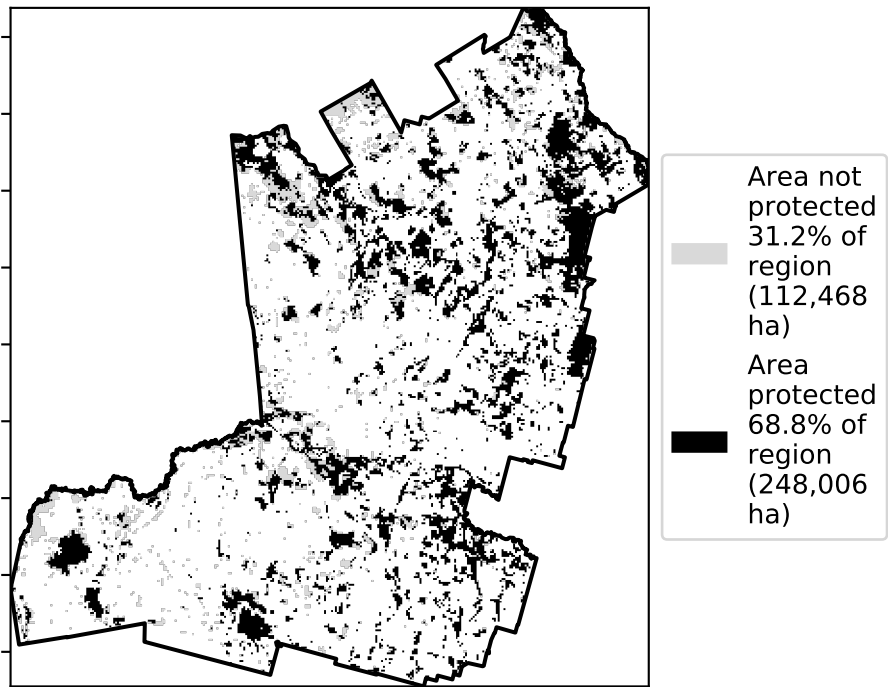 Area not
protected
31.2% of
region
(112,468
ha)
Area
protected
68.8% of
region
(248,006
ha)